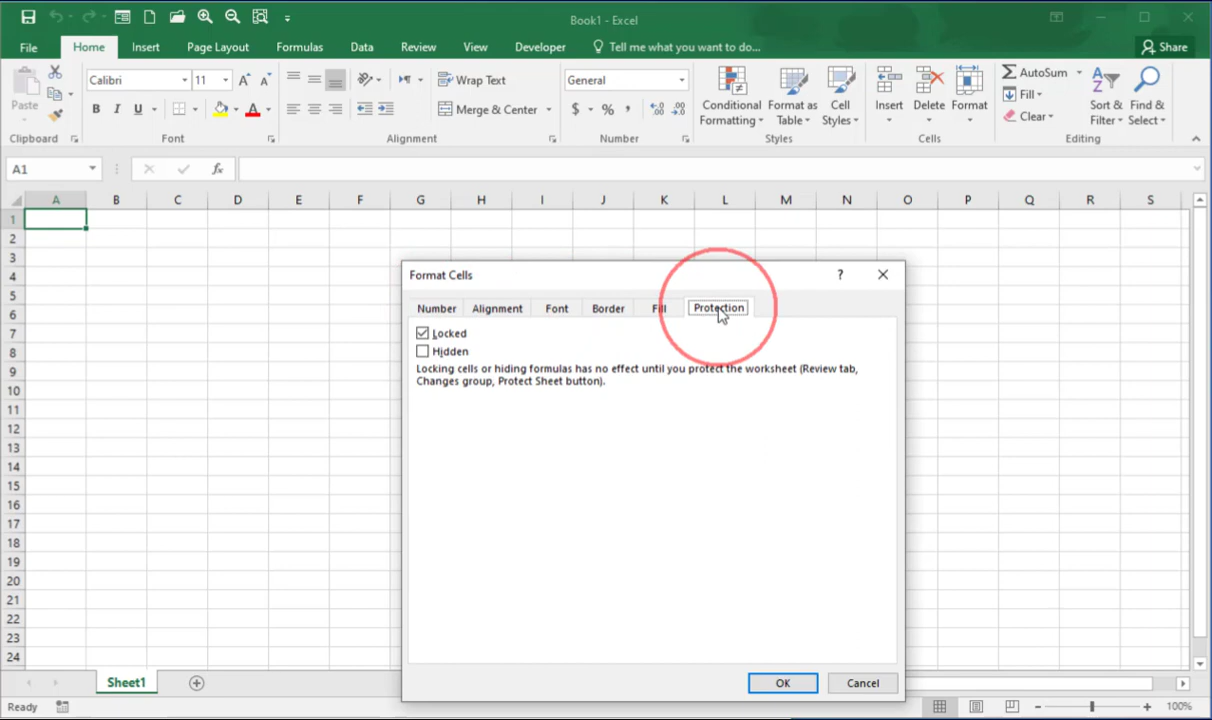 Book1 - Excel
File Home Insert Page Layout Formulas Data Review View Developer Tell me what you want to do... Share
Calibri 11 Wrap Text General AutoSum
Paste Merge & Center $ % , Conditional Formatting Format as Table Cell Styles Insert Delete Format Fill Clear Sort & Filter Find & Select
B I U A
Clipboard Font Alignment Number Styles Cells Editing
A1 fx
A B C D E F G H I J K L M N O P Q R S
1
2
3
4
5
6
7
8
9
10
11
12
13
14
15
16
17
18
19
20
21
22
23
24
Format Cells ?
Number Alignment Font Border Fill Protection
Locked
Hidden
Locking cells or hiding formulas has no effect until you protect the worksheet (Review tab,
Changes group, Protect Sheet button).
OK Cancel
Sheet1
Ready 100%